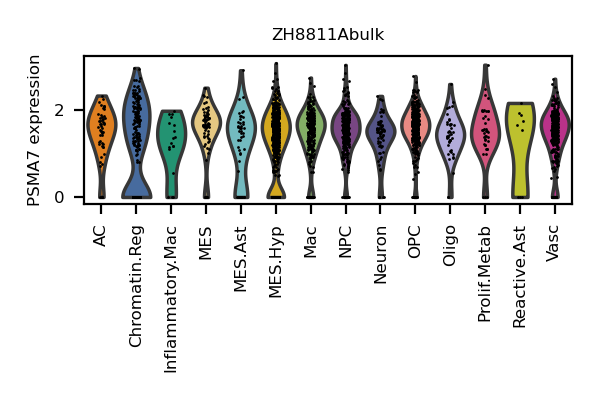 ZH8811Abulk
PSMA7 expression
2
0
AC
Chromatin.Reg
Inflammatory.Mac
MES
MES.Ast
MES.Hyp
Mac
NPC
Neuron
OPC
Oligo
Prolif.Metab
Reactive.Ast
Vasc